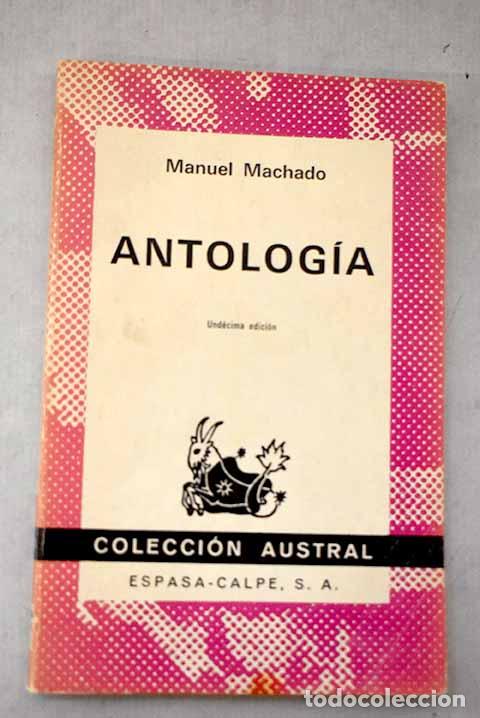 Manuel Machado
ANTOLOGÍA
Undécima edición
COLECCIÓN AUSTRAL
ESPASA-CALPE, S. A.
todocoleccion